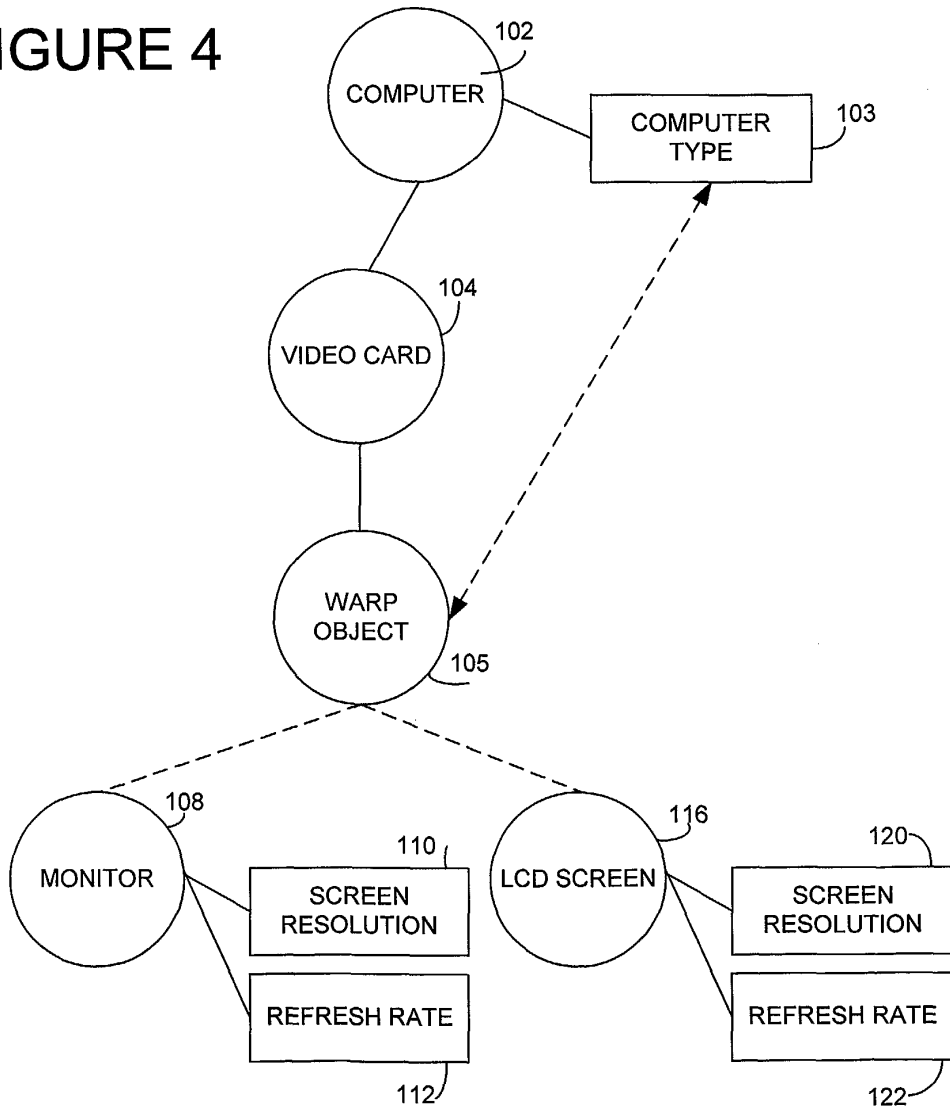 IGURE 4
102
COMPUTER
COMPUTER
TYPE
103
104
VIDEO CARD
WARP
OBJECT
105
108
MONITOR
110
SCREEN
RESOLUTION
REFRESH RATE
112
116
LCD SCREEN
120
SCREEN
RESOLUTION
REFRESH RATE
122